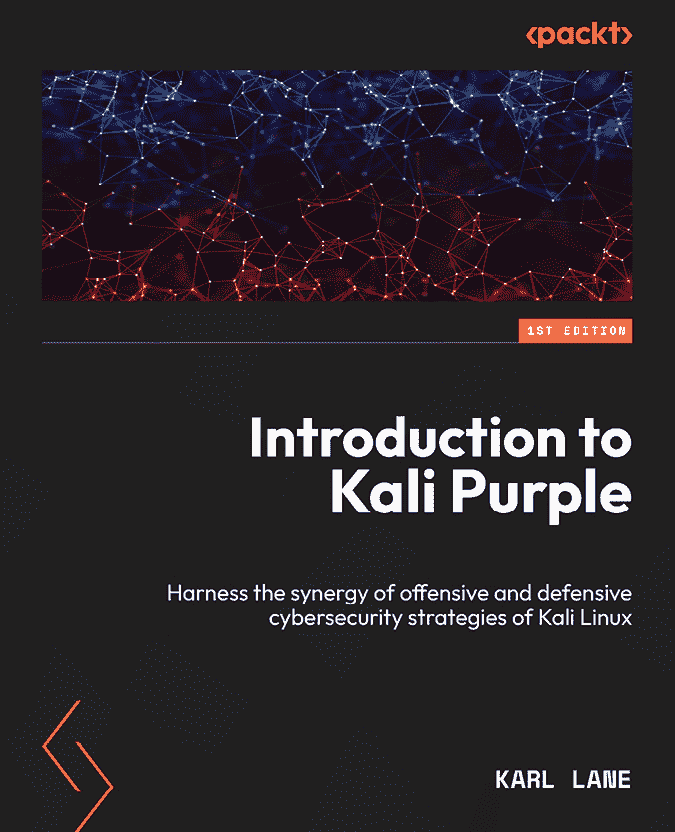 <packt>
1ST EDITION
Introduction to
Kali Purple
Harness the synergy of offensive and defensive
cybersecurity strategies of Kali Linux
KARL LANE